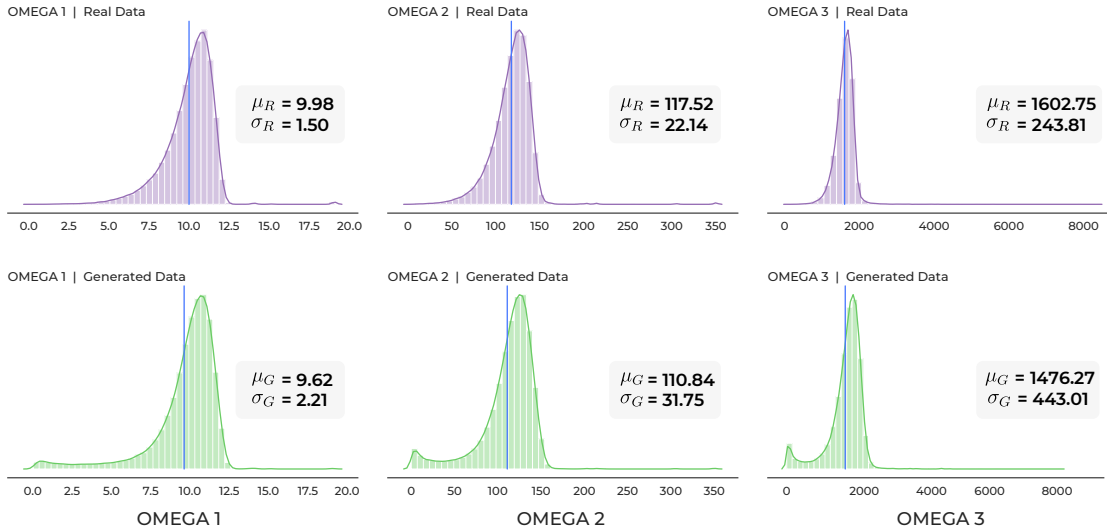 OMEGA 1 | Real Data
OMEGA 2 | Real Data
OMEGA 3 | Real Data
μR = 9.98
σR = 1.50
μR = 117.52
σR = 22.14
μR = 1602.75
σR = 243.81
0.0 2.5 5.0 7.5 10.0 12.5 15.0 17.5 20.0
0 50 100 150 200 250 300 350
0 2000 4000 6000 8000
OMEGA 1 | Generated Data
OMEGA 2 | Generated Data
OMEGA 3 | Generated Data
μG = 9.62
σG = 2.21
μG = 110.84
σG = 31.75
μG = 1476.27
σG = 443.01
0.0 2.5 5.0 7.5 10.0 12.5 15.0 17.5 20.0
0 50 100 150 200 250 300 350
0 2000 4000 6000 8000
OMEGA 1
OMEGA 2
OMEGA 3